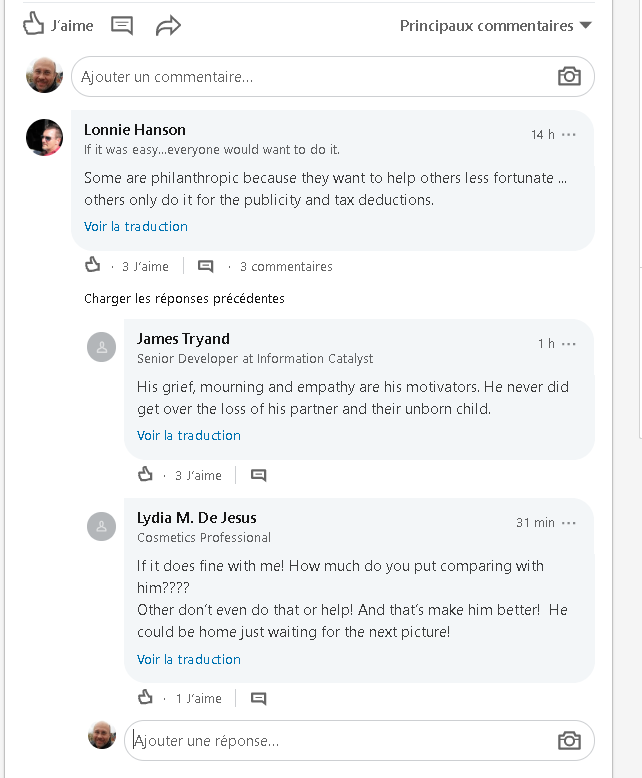 J'aime
Principaux commentaires
Ajouter un commentaire...
Lonnie Hanson
14 h
If it was easy...everyone would want to do it.
Some are philanthropic because they want to help others less fortunate ...
others only do it for the publicity and tax deductions.
Voir la traduction
· 3 J'aime
· 3 commentaires
Charger les réponses précédentes
James Tryand
1 h
Senior Developer at Information Catalyst
His grief, mourning and empathy are his motivators. He never did
get over the loss of his partner and their unborn child.
Voir la traduction
· 3 J'aime
Lydia M. De Jesus
31 min
Cosmetics Professional
If it does fine with me! How much do you put comparing with
him????
Other don't even do that or help! And that's make him better!  He
could be home just waiting for the next picture!
Voir la traduction
· 1 J'aime
Ajouter une réponse...